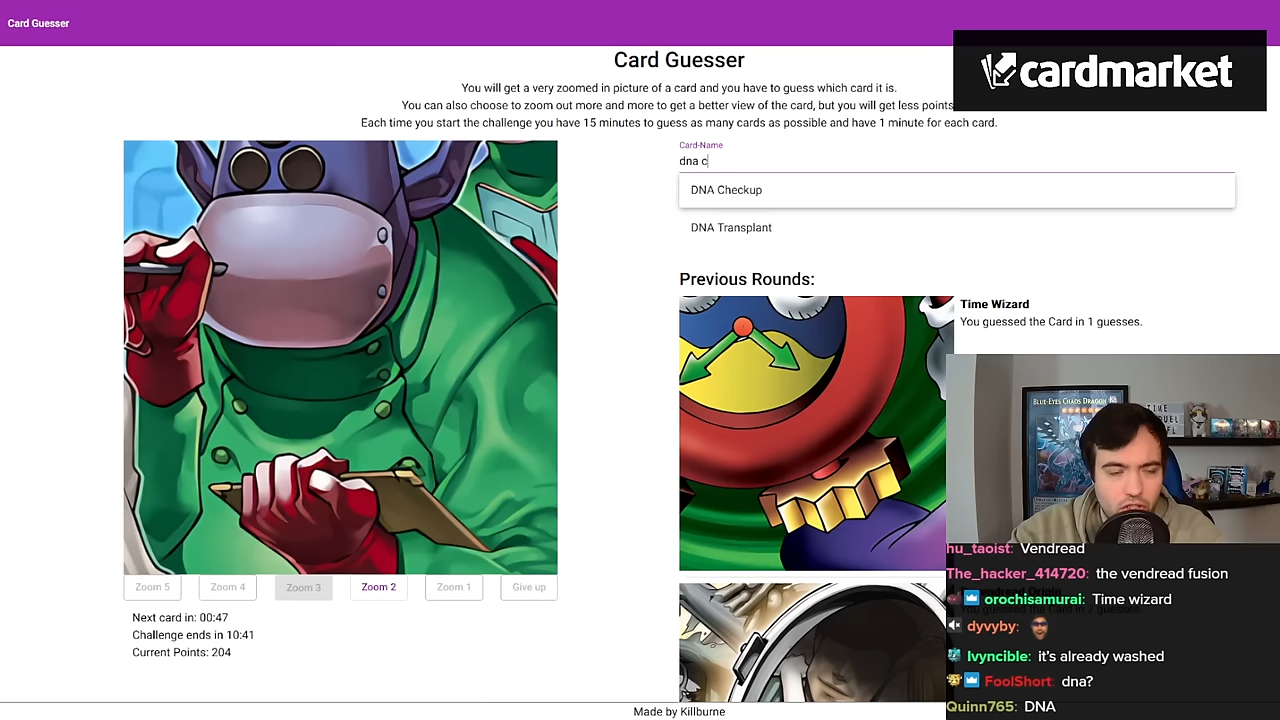 Card Guesser
Card Guesser
cardmarket
You will get a very zoomed in picture of a card and you have to guess which card it is.
You can also choose to zoom out more and more to get a better view of the card, but you will get less points
Each time you start the challenge you have 15 minutes to guess as many cards as possible and have 1 minute for each card.
Card-Name
dna c
DNA Checkup
DNA Transplant
Previous Rounds:
Time Wizard
You guessed the Card in 1 guesses.
BLUE-EYES CHAOS DRAGON
Zoom 5
Zoom 4
Zoom 3
Zoom 2
Zoom 1
Give up
Next card in: 00:47
Challenge ends in 10:41
Current Points: 204
hu_taoist: Vendread
The_hacker_414720: the vendread fusion
orochisamurai: Time wizard
dyvyby:
Ivyncible: it's already washed
FoolShort: dna?
Quinn765: DNA
Made by Killburne